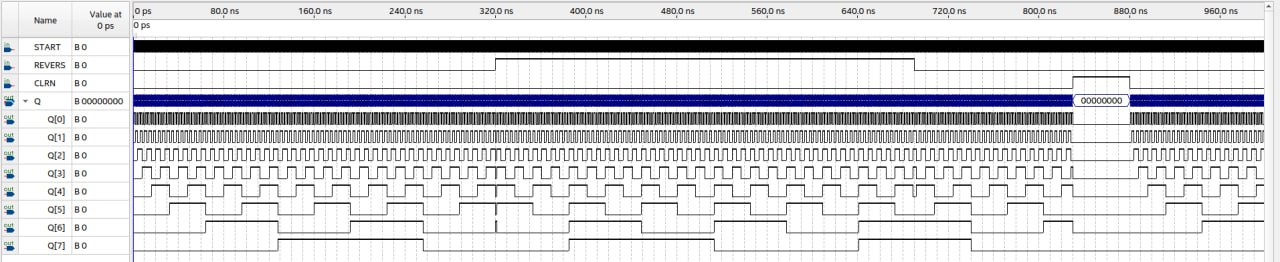 Name Value at 0 ps
0 ps 80.0 ns 160.0 ns 240.0 ns 320.0 ns 400.0 ns 480.0 ns 560.0 ns 640.0 ns 720.0 ns 800.0 ns 880.0 ns 960.0 ns
0 ps
in START B 0
in REVERS B 0
in CLRN B 0
out Q B 00000000 00000000
out Q[0] B 0
out Q[1] B 0
out Q[2] B 0
out Q[3] B 0
out Q[4] B 0
out Q[5] B 0
out Q[6] B 0
out Q[7] B 0